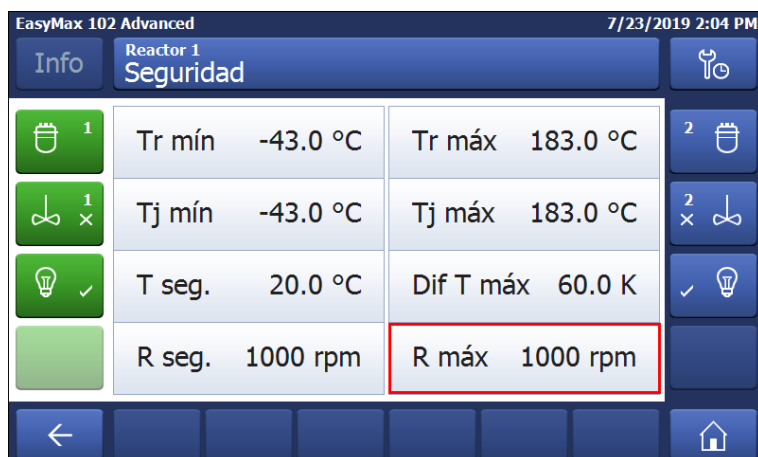 EasyMax 102 Advanced 7/23/2019 2:04 PM
Info
Reactor 1
Seguridad
1 Tr mín -43.0 °C Tr máx 183.0 °C 2
1 Tj mín -43.0 °C Tj máx 183.0 °C 2
T seg. 20.0 °C Dif T máx 60.0 K
R seg. 1000 rpm R máx 1000 rpm